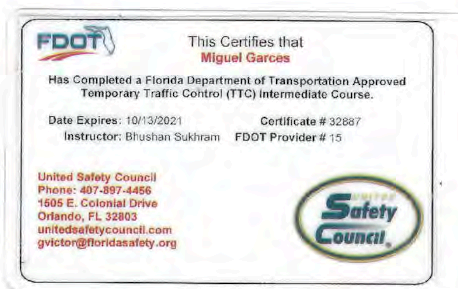 FDOT
This Certifies that
Miguel Garces
Has Completed a Florida Department of Transportation Approved
Temporary Traffic Control (TTC) Intermediate Course.
Date Expires: 10/13/2021 Certificate # 32887
Instructor: Bhushan Sukhram FDOT Provider # 15
United Safety Council
Phone: 407-897-4456
1505 E. Colonial Drive
Orlando, FL 32803
unitedsafetycouncil.com
gvictor@floridasafety.org
UNITED
Safety
Council